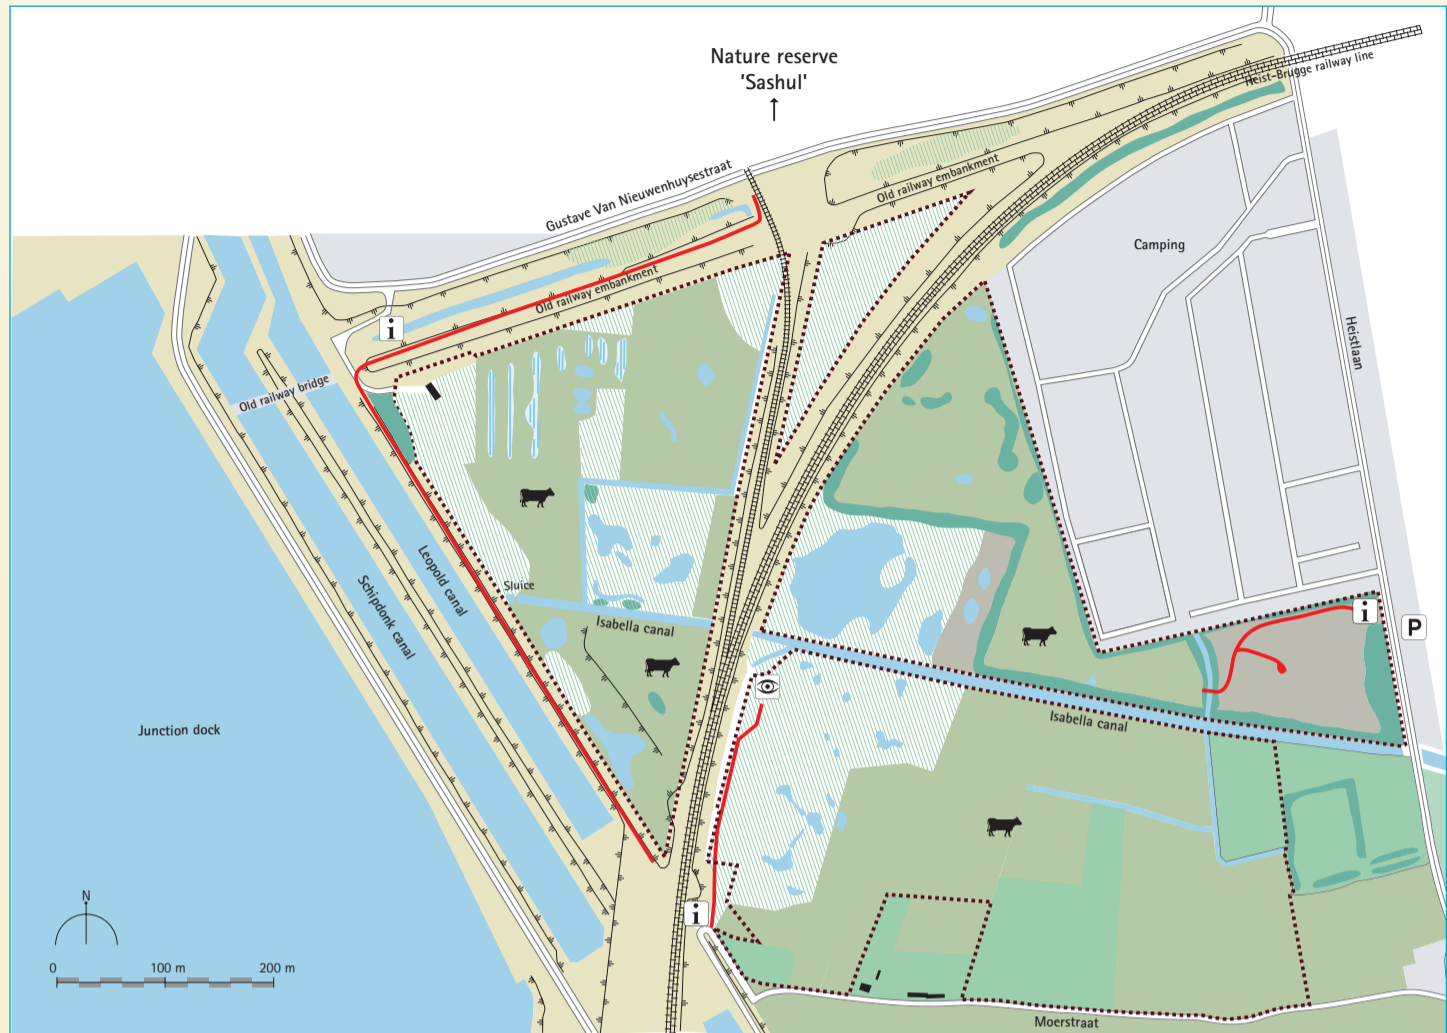 Nature reserve
'Sashul'
Heist-Brugge railway line
Gustave Van Nieuwenhuysestraat
Old railway embankment
Camping
Old railway embankment
i
Heistlaan
Old railway bridge
Leopold canal
Sluice
Schipdonk canal
Isabella canal
i
P
Isabella canal
Junction dock
N
i
0 100 m 200 m
Moerstraat